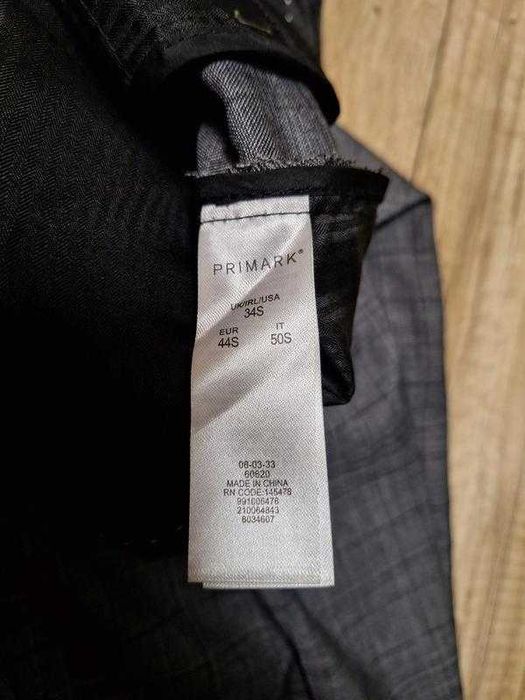 PRIMARK®
UK/IRL/USA
34S
EUR IT
44S 50S
08-03-33
60620
MADE IN CHINA
RN CODE:145478
991606476
210064843
8034607